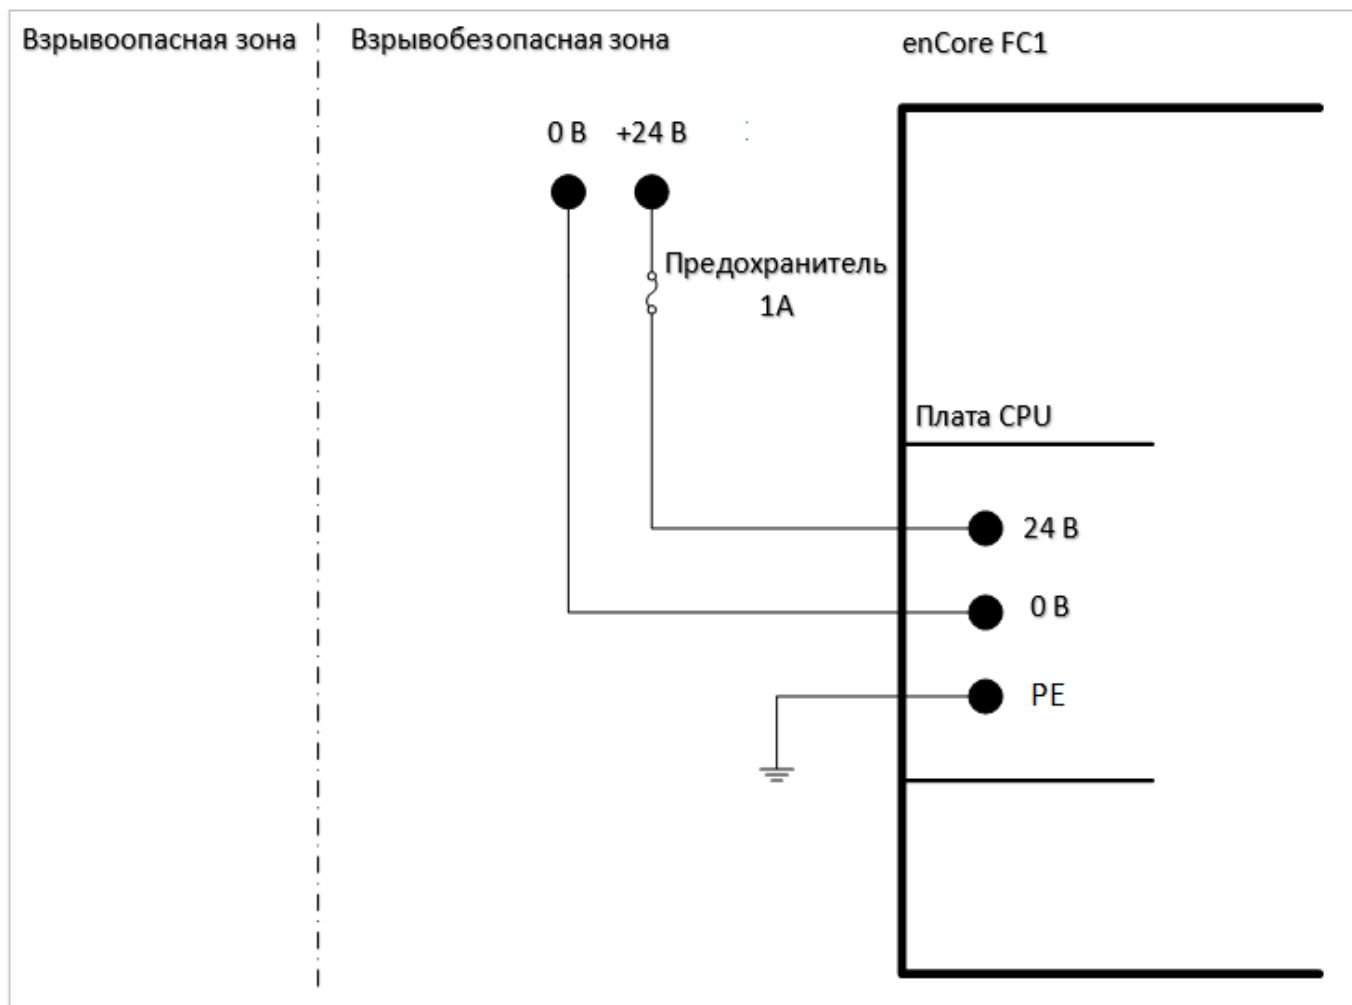 Взрывоопасная зона
Взрывобезопасная зона
enCore FC1
0 В
+24 В
Предохранитель
1А
Плата CPU
24 В
0 В
PE